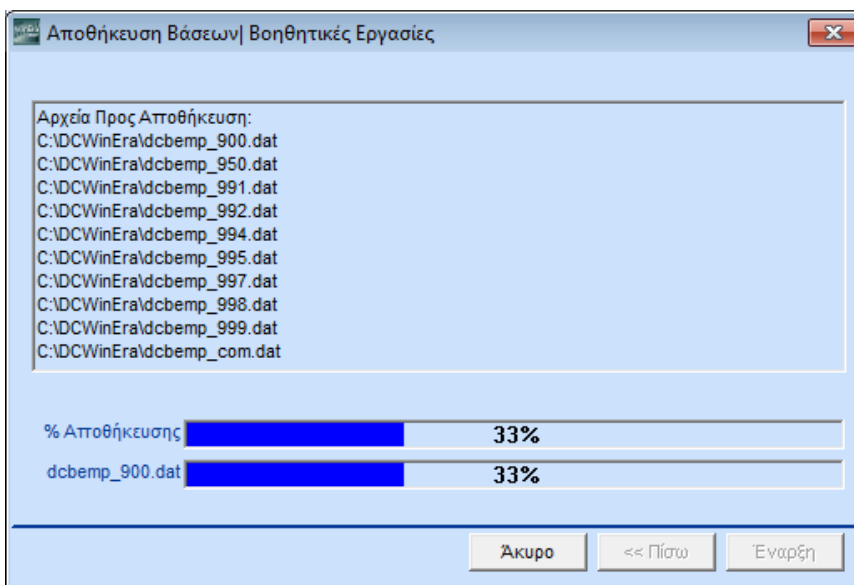 Αποθήκευση Βάσεων| Βοηθητικές Εργασίες
Αρχεία Προς Αποθήκευση:
C:\DCWinEra\dcbemp_900.dat
C:\DCWinEra\dcbemp_950.dat
C:\DCWinEra\dcbemp_991.dat
C:\DCWinEra\dcbemp_992.dat
C:\DCWinEra\dcbemp_994.dat
C:\DCWinEra\dcbemp_995.dat
C:\DCWinEra\dcbemp_997.dat
C:\DCWinEra\dcbemp_998.dat
C:\DCWinEra\dcbemp_999.dat
C:\DCWinEra\dcbemp_com.dat
% Αποθήκευσης 33%
dcbemp_900.dat 33%
Άκυρο << Πίσω Έναρξη